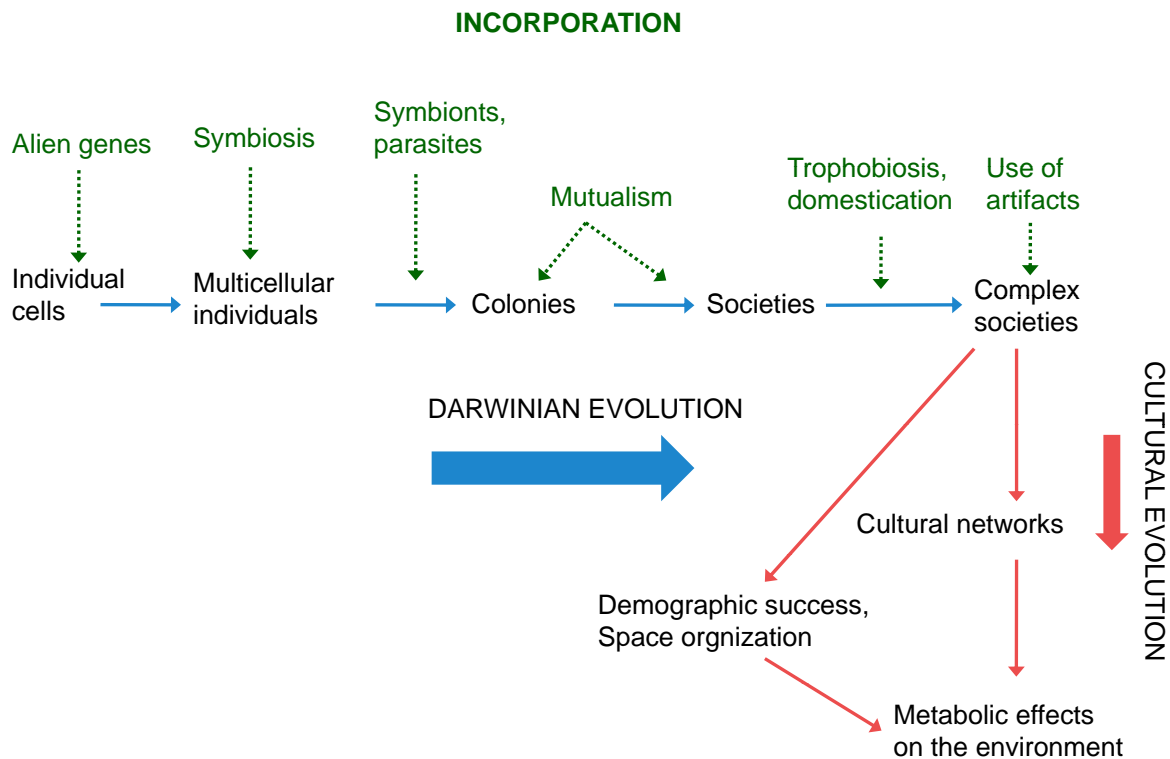 INCORPORATION
Alien genes
Symbiosis
Symbionts,
parasites
Mutualism
Trophobiosis,
domestication
Use of
artifacts
Individual
cells
Multicellular
individuals
Colonies
Societies
Complex
societies
DARWINIAN EVOLUTION
CULTURAL EVOLUTION
Cultural networks
Demographic success,
Space orgnization
Metabolic effects
on the environment